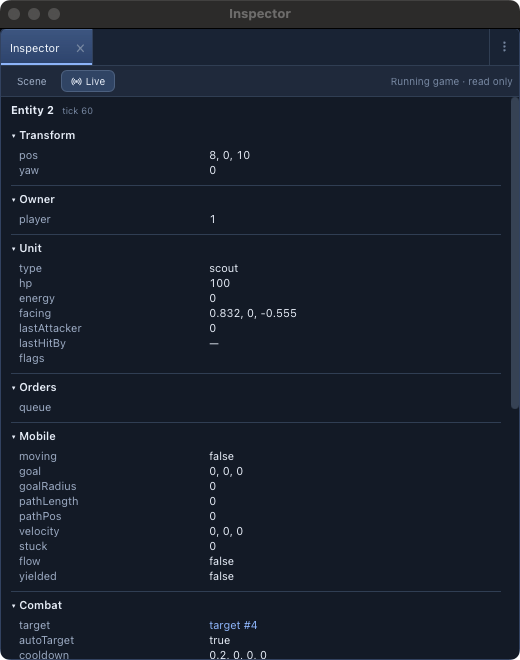 Inspector
Inspector
Scene Live Running game · read only
Entity 2 tick 60
Transform
pos 8, 0, 10
yaw 0
Owner
player 1
Unit
type scout
hp 100
energy 0
facing 0.832, 0, -0.555
lastAttacker 0
lastHitBy —
flags
Orders
queue
Mobile
moving false
goal 0, 0, 0
goalRadius 0
pathLength 0
pathPos 0
velocity 0, 0, 0
stuck 0
flow false
yielded false
Combat
target target #4
autoTarget true
cooldown 0.2, 0, 0, 0